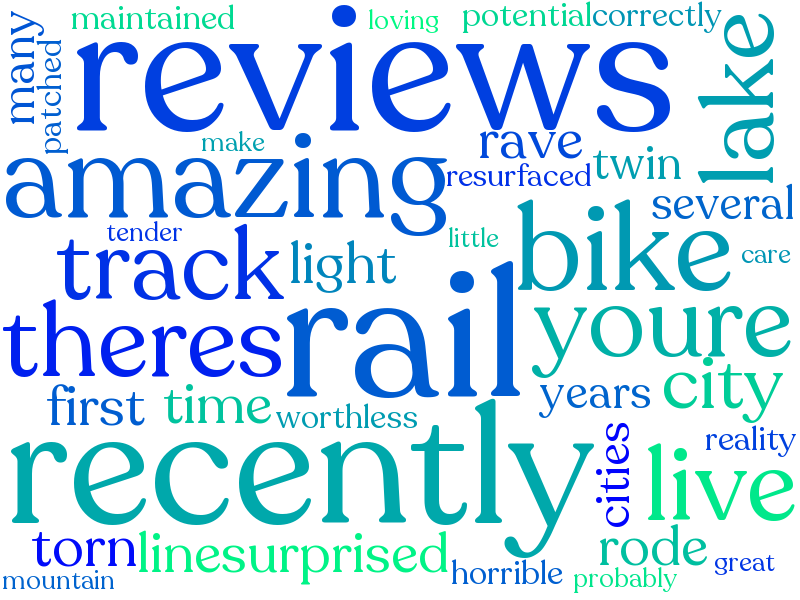 maintained loving potential correctly
many
patched
reviews
lake
make rave
amazing
resurfaced twin
several
tender
little
bike
care
track light
theres
rail
youre
first time
worthless
years city
recently
cities
reality
live
torn line surprised
rode
great
mountain
horrible
probably